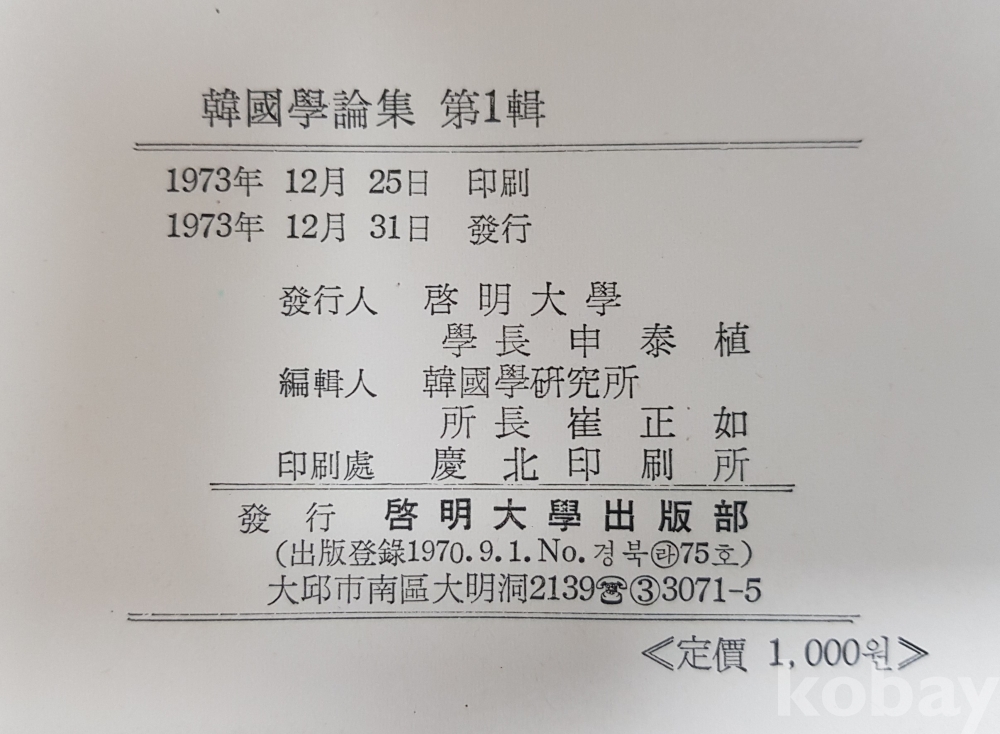 韓國學論集 第1輯
1973年 12月 25日 印刷
1973年 12月 31日 發行
發行人 啓明大學
學長 申泰植
編輯人 韓國學硏究所
所長 崔正如
印刷處 慶北印刷所
發行 啓明大學出版部
(出版登錄1970.9.1.No.경북㉣75호)
大邱市南區大明洞2139☎③3071-5
≪定價 1,000원≫
kobay